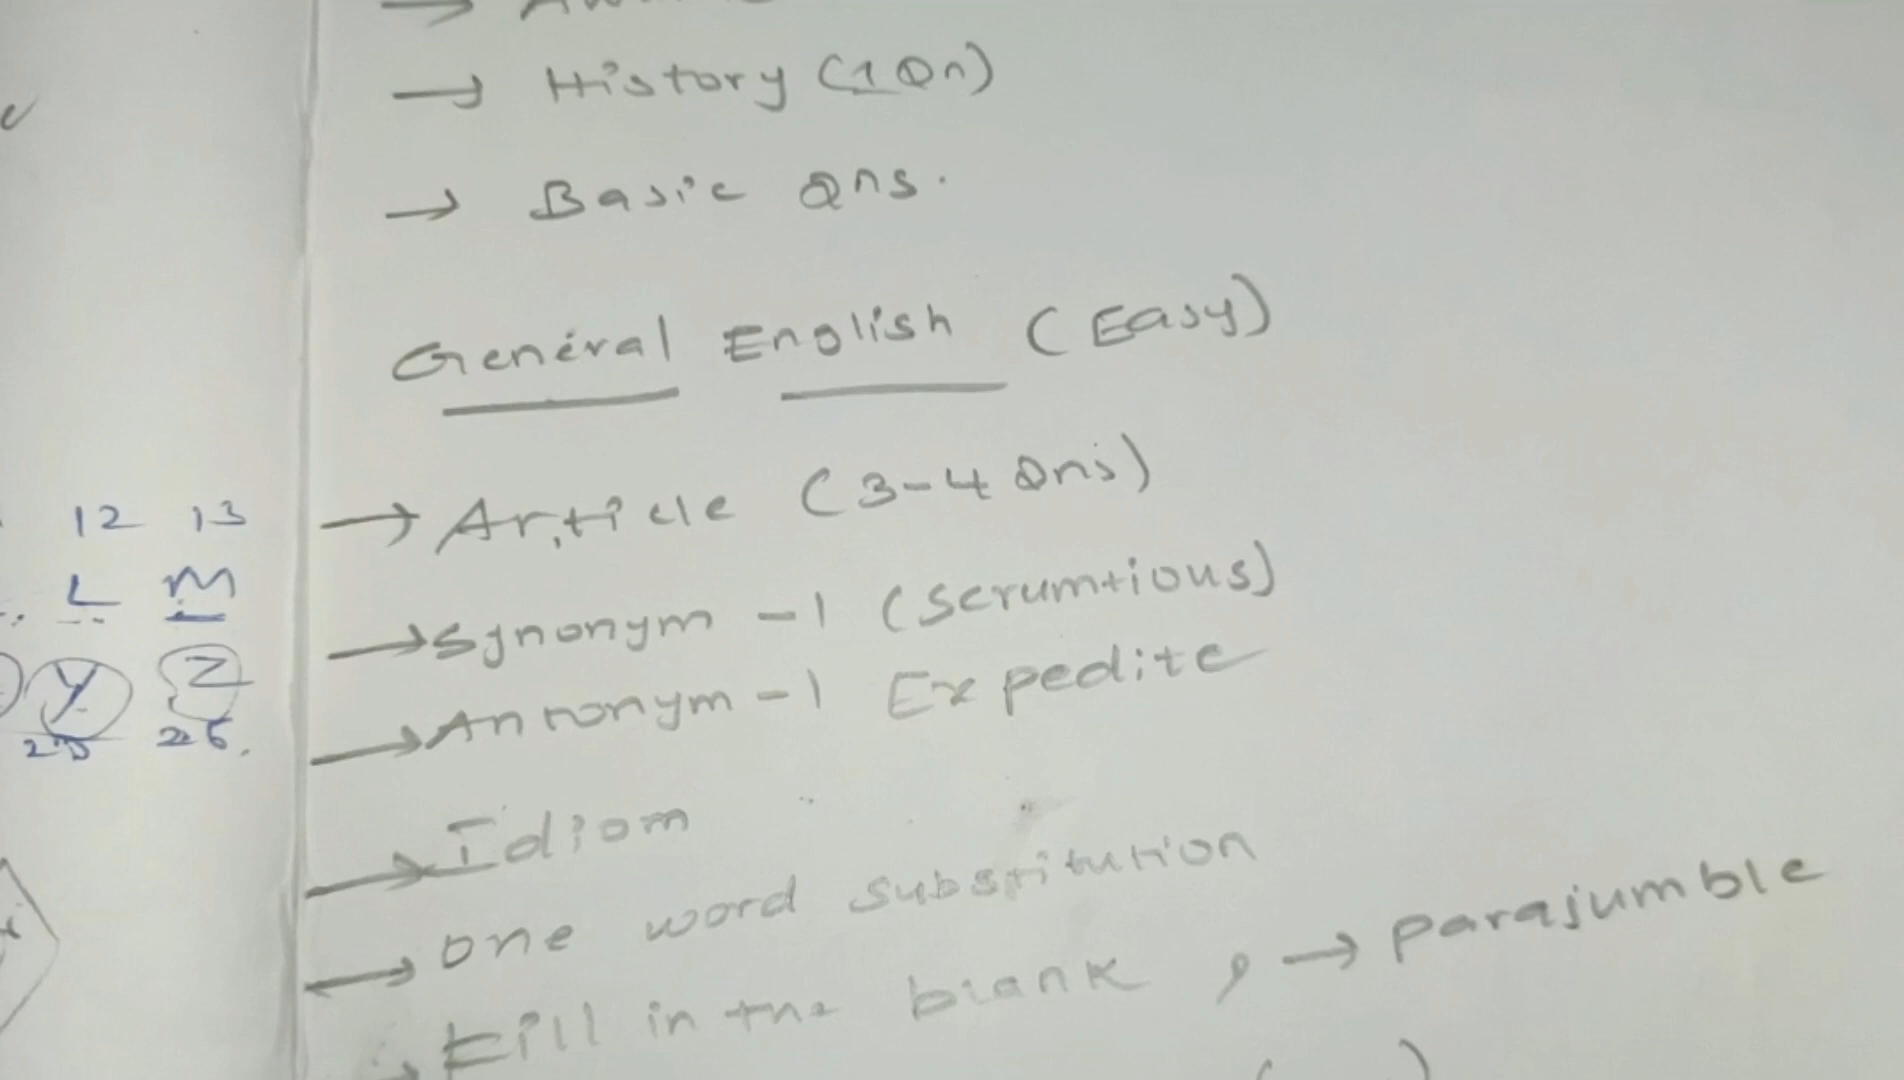 → History (1 Qn)
→ Basic Qns.
General English (Easy)
→ Article (3-4 Qns)
→ Synonym - 1 (Scrumtious)
→ Antonym - 1 Expedite
→ Idiom
→ one word substitution
→ Fill in the blank , → parajumble
12 13
L M
Y Z
25 26.